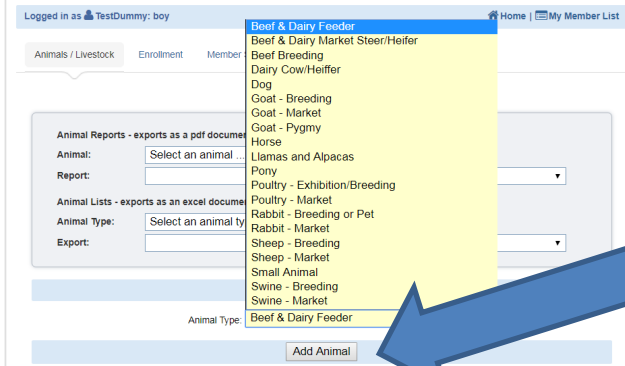 Logged in as TestDummy: boy
Home | My Member List
Animals / Livestock Enrollment Member
Animal Reports - exports as a pdf documen
Animal: Select an animal ...
Report:
Animal Lists - exports as an excel documen
Animal Type: Select an animal ty
Export:
Beef & Dairy Feeder
Beef & Dairy Market Steer/Heifer
Beef Breeding
Dairy Cow/Heiffer
Dog
Goat - Breeding
Goat - Market
Goat - Pygmy
Horse
Llamas and Alpacas
Pony
Poultry - Exhibition/Breeding
Poultry - Market
Rabbit - Breeding or Pet
Rabbit - Market
Sheep - Breeding
Sheep - Market
Small Animal
Swine - Breeding
Swine - Market
Animal Type: Beef & Dairy Feeder
Add Animal